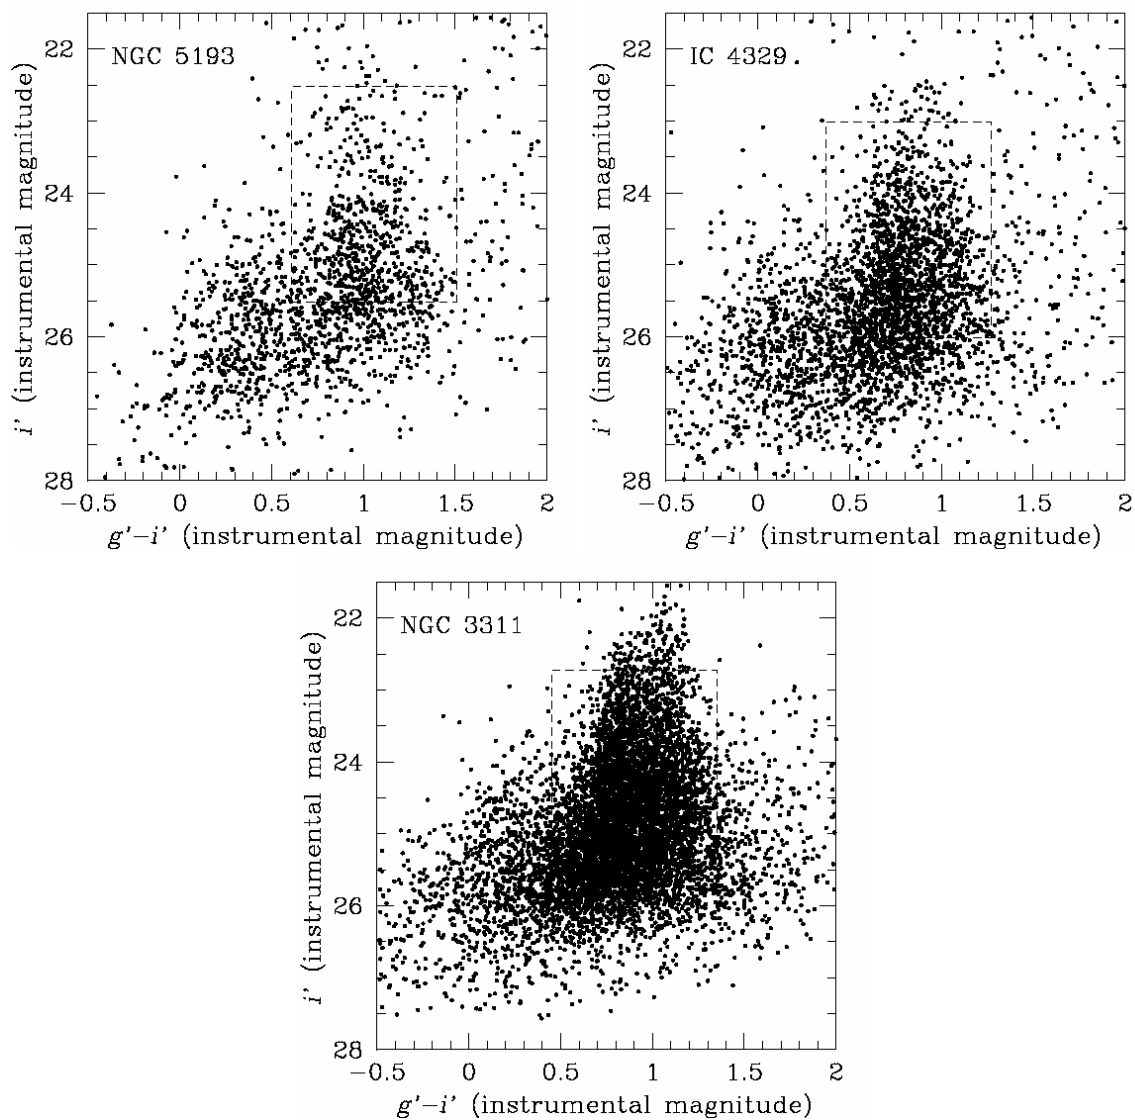 NGC 5193
22
24
26
28
−0.5 0 0.5 1 1.5 2
g'−i' (instrumental magnitude)
i' (instrumental magnitude)
IC 4329
22
24
26
28
−0.5 0 0.5 1 1.5 2
g'−i' (instrumental magnitude)
i' (instrumental magnitude)
NGC 3311
22
24
26
28
−0.5 0 0.5 1 1.5 2
g'−i' (instrumental magnitude)
i' (instrumental magnitude)